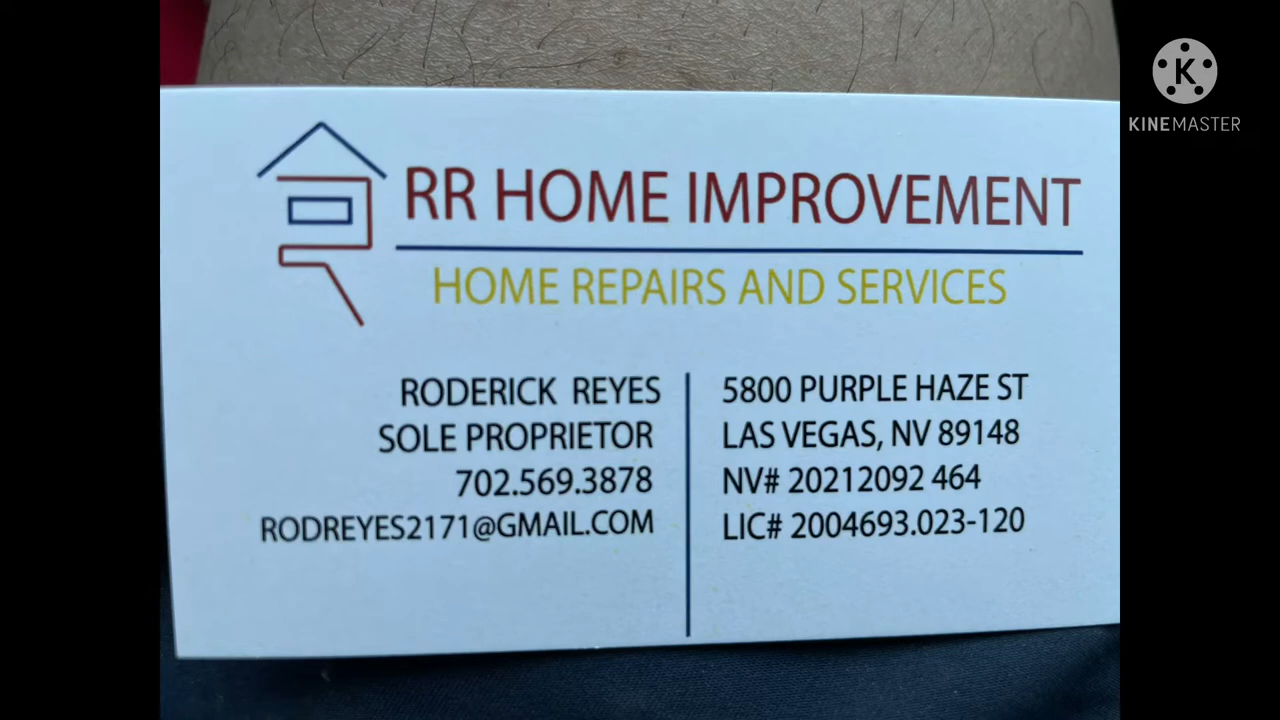 RR HOME IMPROVEMENT
HOME REPAIRS AND SERVICES
RODERICK REYES
SOLE PROPRIETOR
702.569.3878
RODREYES2171@GMAIL.COM
5800 PURPLE HAZE ST
LAS VEGAS, NV 89148
NV# 20212092 464
LIC# 2004693.023-120
K
KINEMASTER